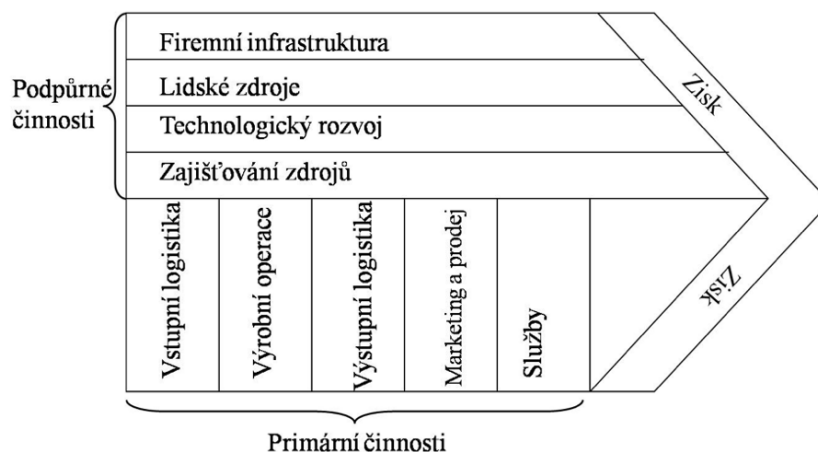 Firemní infrastruktura
Podpůrné
činnosti
Lidské zdroje
Technologický rozvoj
Zajišťování zdrojů
Zisk
Vstupní logistika
Výrobní operace
Výstupní logistika
Marketing a prodej
Služby
Zisk
Primární činnosti